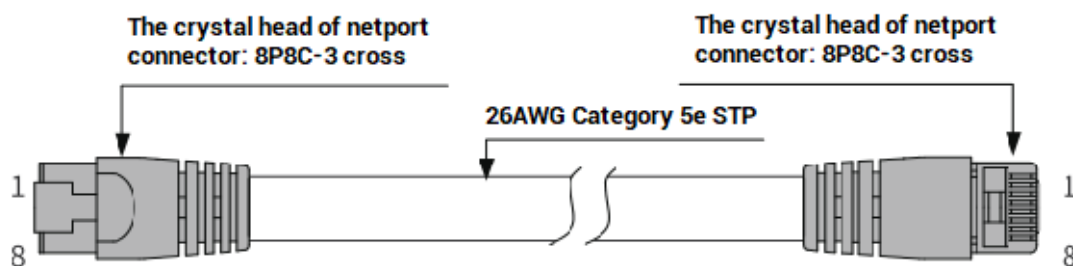 The crystal head of netport
connector: 8P8C-3 cross
The crystal head of netport
connector: 8P8C-3 cross
26AWG Category 5e STP
1
8
1
8